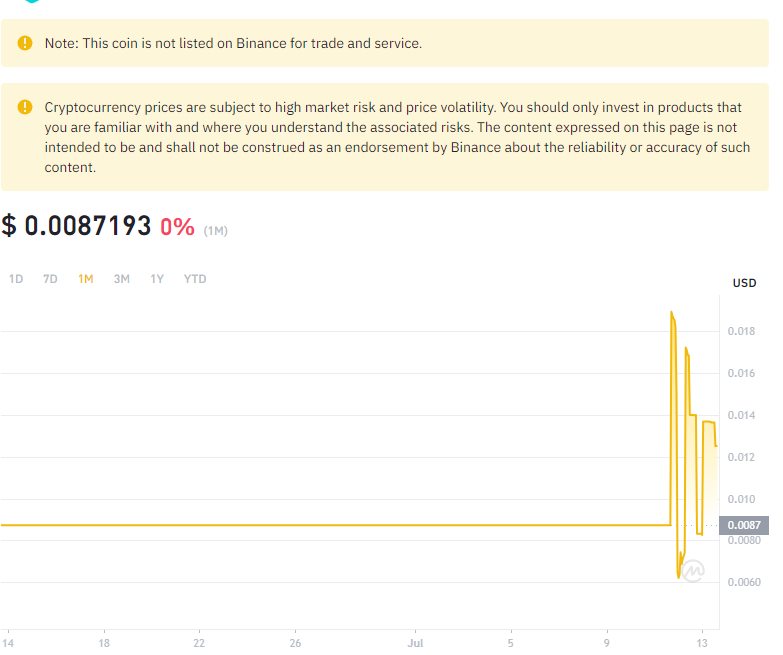 Note: This coin is not listed on Binance for trade and service.
Cryptocurrency prices are subject to high market risk and price volatility. You should only invest in products that
you are familiar with and where you understand the associated risks. The content expressed on this page is not
intended to be and shall not be construed as an endorsement by Binance about the reliability or accuracy of such
content.
$ 0.0087193 0% (1M)
1D 7D 1M 3M 1Y YTD
USD
0.018
0.016
0.014
0.012
0.010
0.0087
0.0080
0.0060
14 18 22 26 Jul 5 9 13